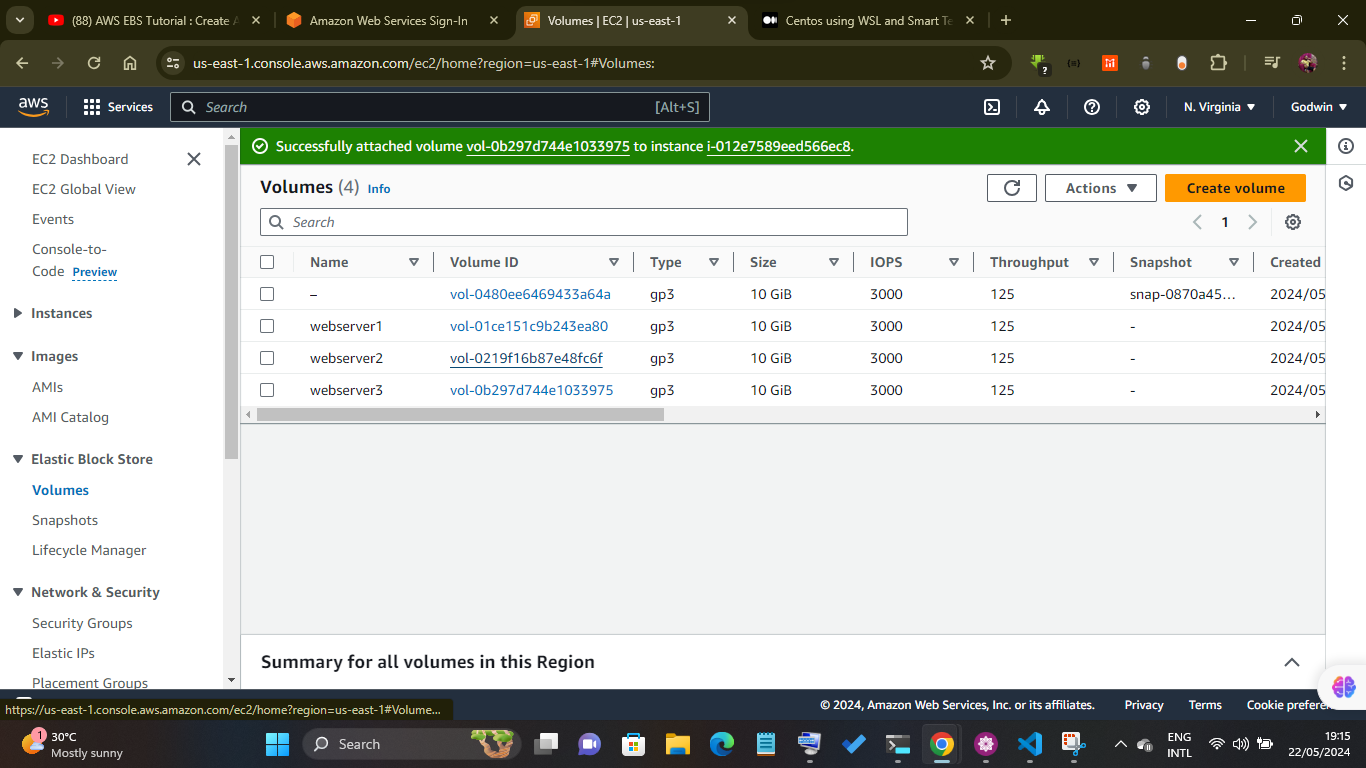 (88) AWS EBS Tutorial : Create A
Amazon Web Services Sign-In
Volumes | EC2 | us-east-1
Centos using WSL and Smart Te
us-east-1.console.aws.amazon.com/ec2/home?region=us-east-1#Volumes:
aws
Services
Search
[Alt+S]
N. Virginia
Godwin
EC2 Dashboard
EC2 Global View
Events
Console-to-
Code Preview
Instances
Images
AMIs
AMI Catalog
Elastic Block Store
Volumes
Snapshots
Lifecycle Manager
Network & Security
Security Groups
Elastic IPs
Placement Groups
Successfully attached volume vol-0b297d744e1033975 to instance i-012e7589eed566ec8.
Volumes (4) Info
Actions
Create volume
Search
1
Name Volume ID Type Size IOPS Throughput Snapshot Created
– vol-0480ee6469433a64a gp3 10 GiB 3000 125 snap-0870a45... 2024/05
webserver1 vol-01ce151c9b243ea80 gp3 10 GiB 3000 125 - 2024/05
webserver2 vol-0219f16b87e48fc6f gp3 10 GiB 3000 125 - 2024/05
webserver3 vol-0b297d744e1033975 gp3 10 GiB 3000 125 - 2024/05
Summary for all volumes in this Region
https://us-east-1.console.aws.amazon.com/ec2/home?region=us-east-1#Volume...
© 2024, Amazon Web Services, Inc. or its affiliates.
Privacy
Terms
Cookie prefere
1
30°C
Mostly sunny
Search
ENG
INTL
19:15
22/05/2024